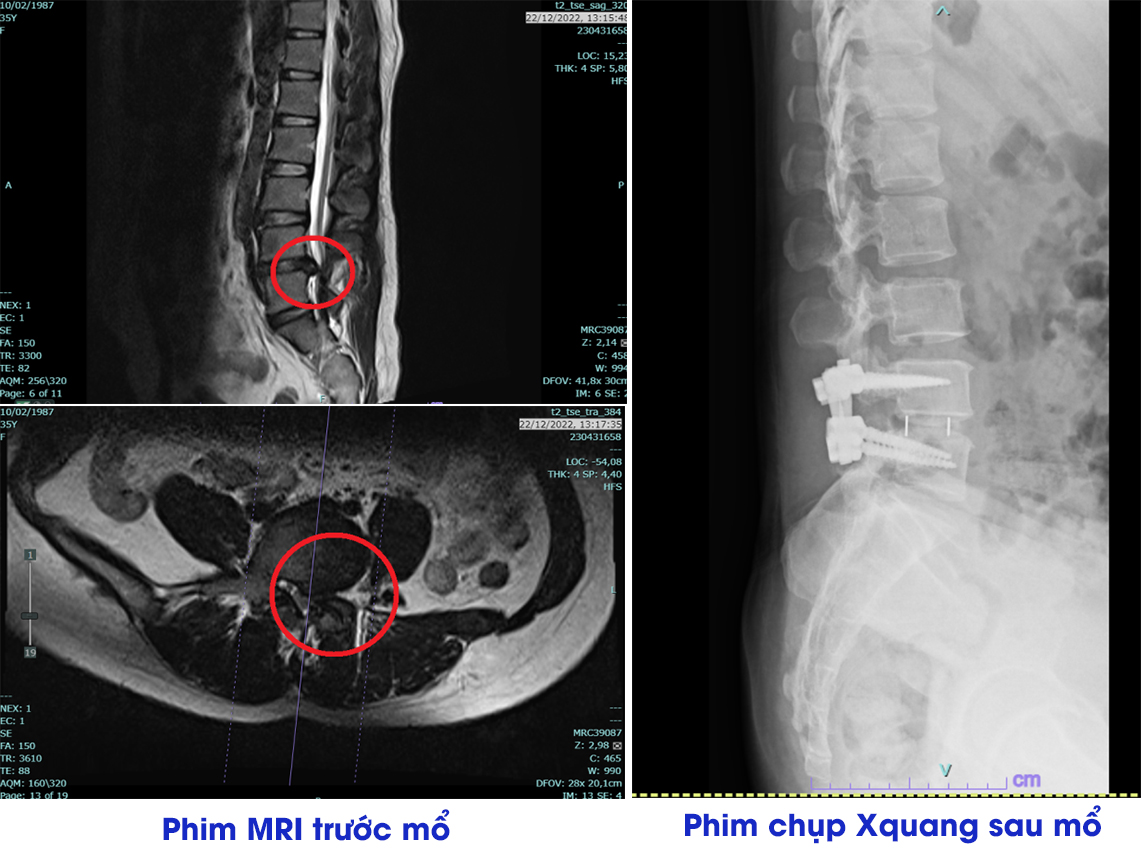 10/02/1987
35Y
F
t2_tse_sag_320
22/12/2022, 13:15:48
230431658
---
LOC: 15,23
THK: 4 SP: 5,80
HFS
A
P
---
NEX: 1
EC: 1
SE
FA: 150
TR: 3300
TE: 82
AQM: 256\320
Page: 6 of 11
---
---
MRC39087
Z: 2,14
C: 458
W: 994
DFOV: 41,8x 30cm
IM: 6 SE: 2
F
10/02/1987
35Y
F
t2_tse_tra_384
22/12/2022, 13:17:35
230431658
---
LOC: -54,08
THK: 4 SP: 4,40
HFS
1
19
L
---
NEX: 1
EC: 1
SE
FA: 150
TR: 3610
TE: 88
AQM: 160\320
Page: 13 of 19
---
---
MRC39087
Z: 2,98
C: 465
W: 990
DFOV: 28x 20,1cm
IM: 13 SE: 4
cm
Phim MRI trước mổ
Phim chụp Xquang sau mổ